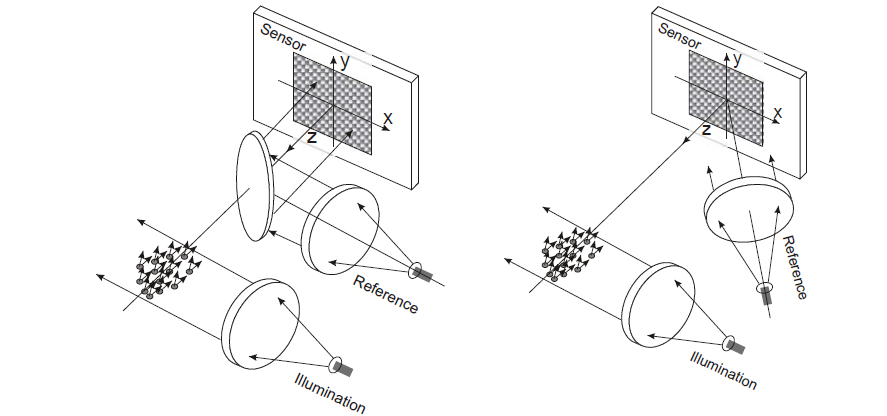 Sensor
y
x
z
Reference
Illumination
Sensor
y
x
z
Reference
Illumination